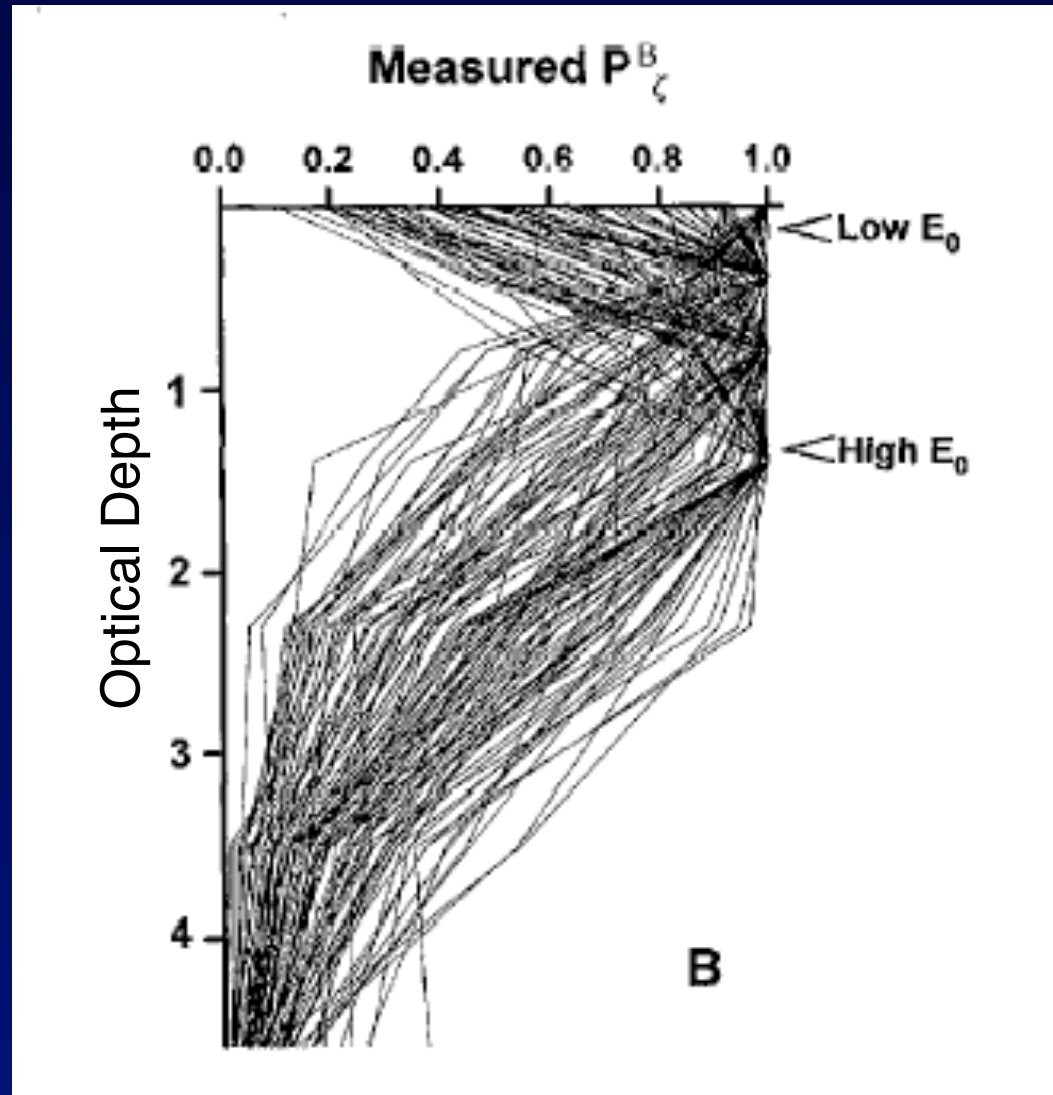 Measured P^B_ζ
0.0 0.2 0.4 0.6 0.8 1.0
Low E₀
1
High E₀
Optical Depth
2
3
4
B